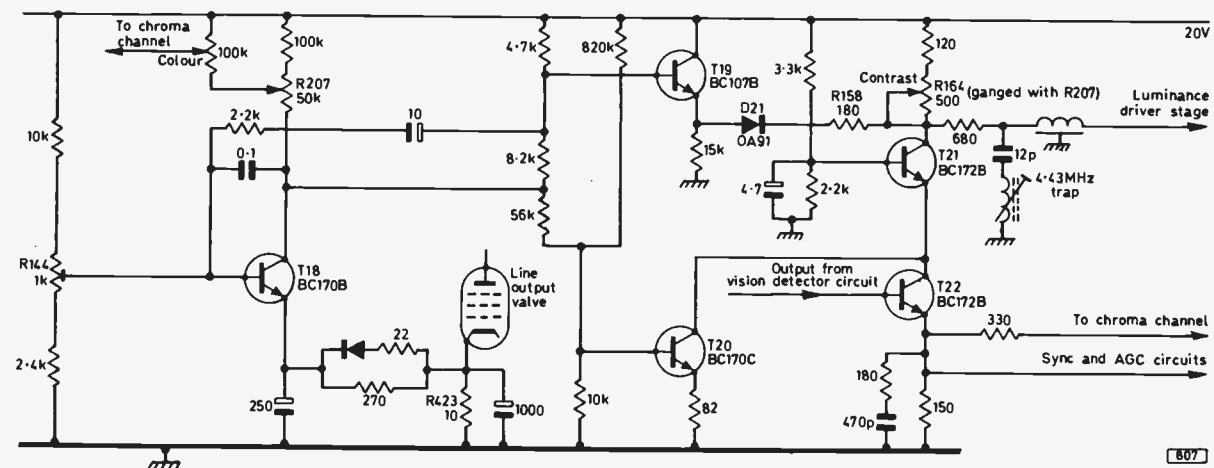 To chroma
channel
Colour
100k
100k
R207
50k
4·7k
820k
T19
BC107B
3·3k
120
20V
Contrast
R164
500
(ganged with R207)
Luminance
driver stage
10k
2·2k
10
0·1
8·2k
D21
OA91
R158
180
680
15k
T21
BC172B
12p
4·43MHz
trap
4·7
2·2k
56k
R144
1k
T18
BC170B
Line
output
valve
Output from
vision detector circuit
T22
BC172B
330
To chroma channel
T20
BC170C
Sync and AGC circuits
2·4k
22
270
250
R423
10
1000
10k
82
180
470p
150
607